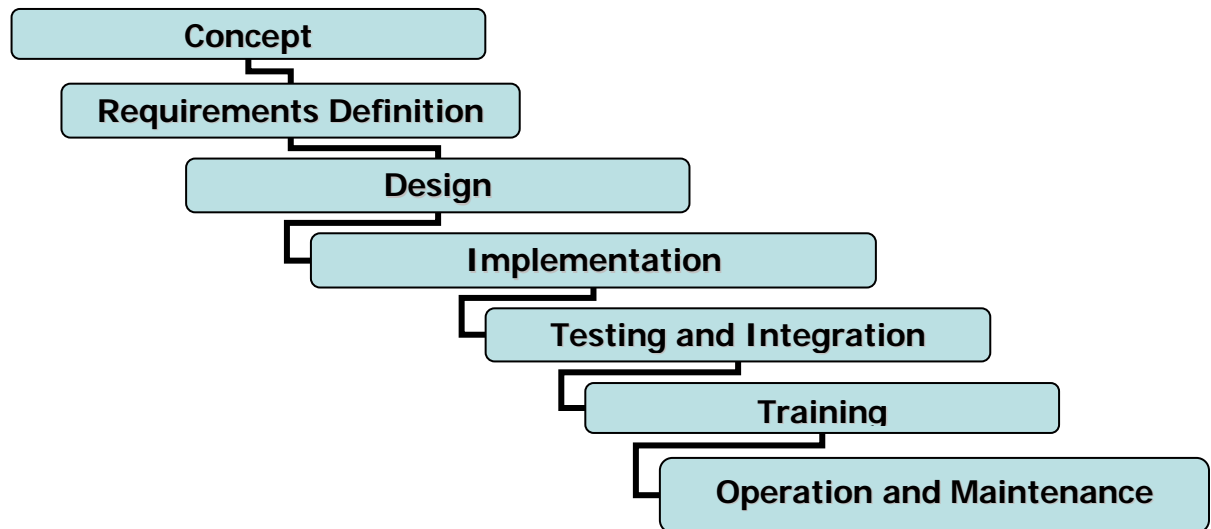 Concept
Requirements Definition
Design
Implementation
Testing and Integration
Training
Operation and Maintenance